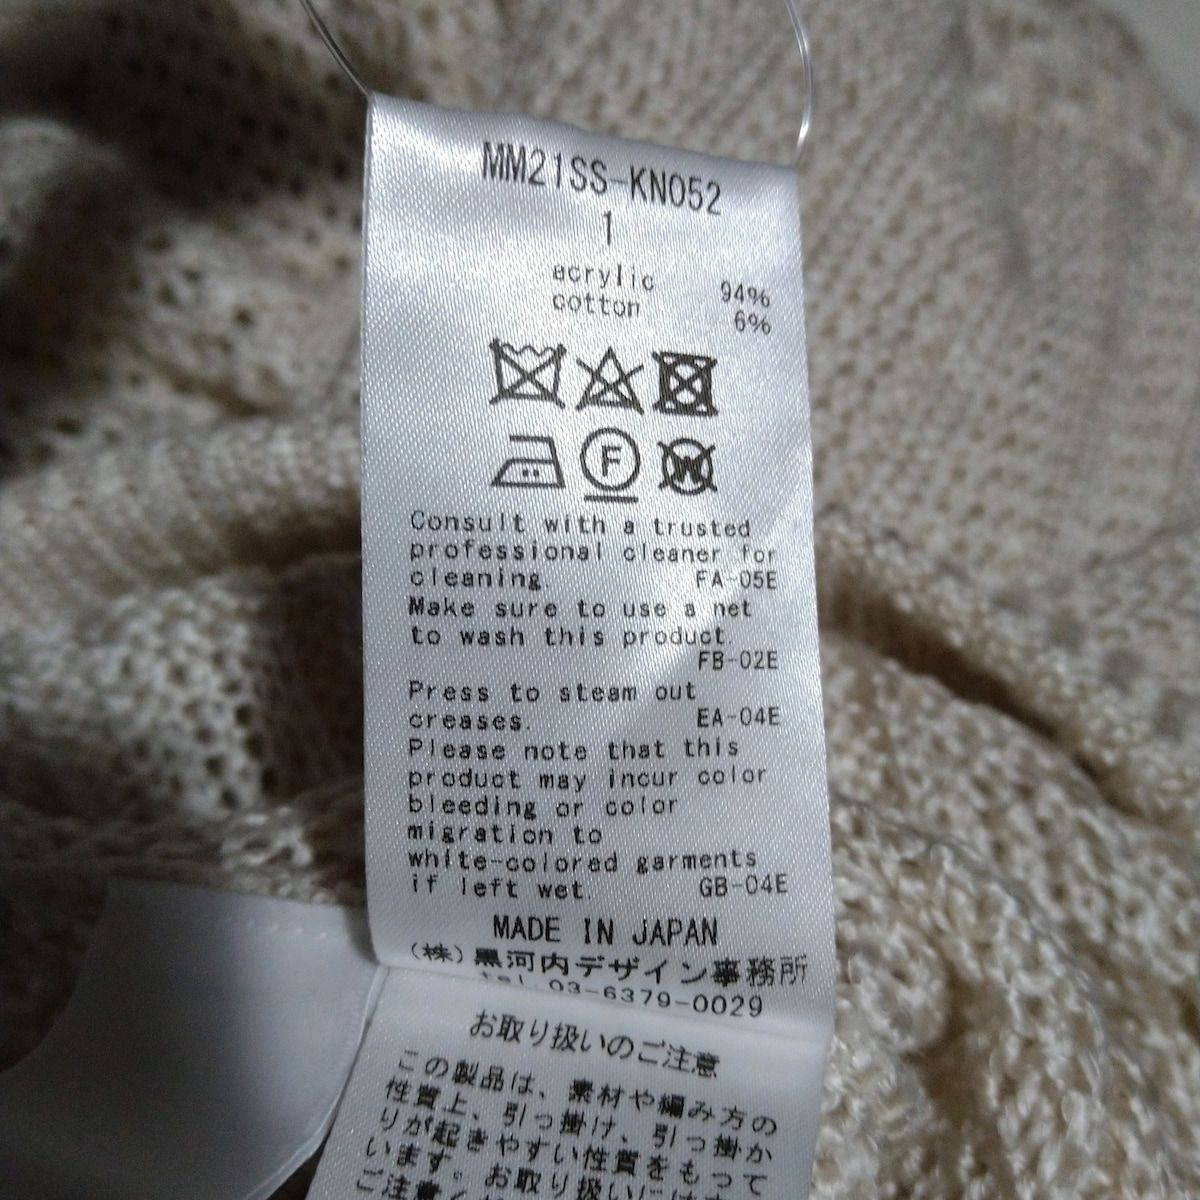 MM21SS-KN052
1
acrylic 94%
cotton 6%
F
W
Consult with a trusted
professional cleaner for
cleaning. FA-05E
Make sure to use a net
to wash this product.
FB-02E
Press to steam out
creases. EA-04E
Please note that this
product may incur color
bleeding or color
migration to
white-colored garments
if left wet. GB-04E
MADE IN JAPAN
(株)黒河内デザイン事務所
tel. 03-6379-0029
お取り扱いのご注意
この製品は、素材や編み方の
性質上、引っ掛け、引っ掛か
りが起きやすい性質をもって
います。お取り扱いには
ご注意く